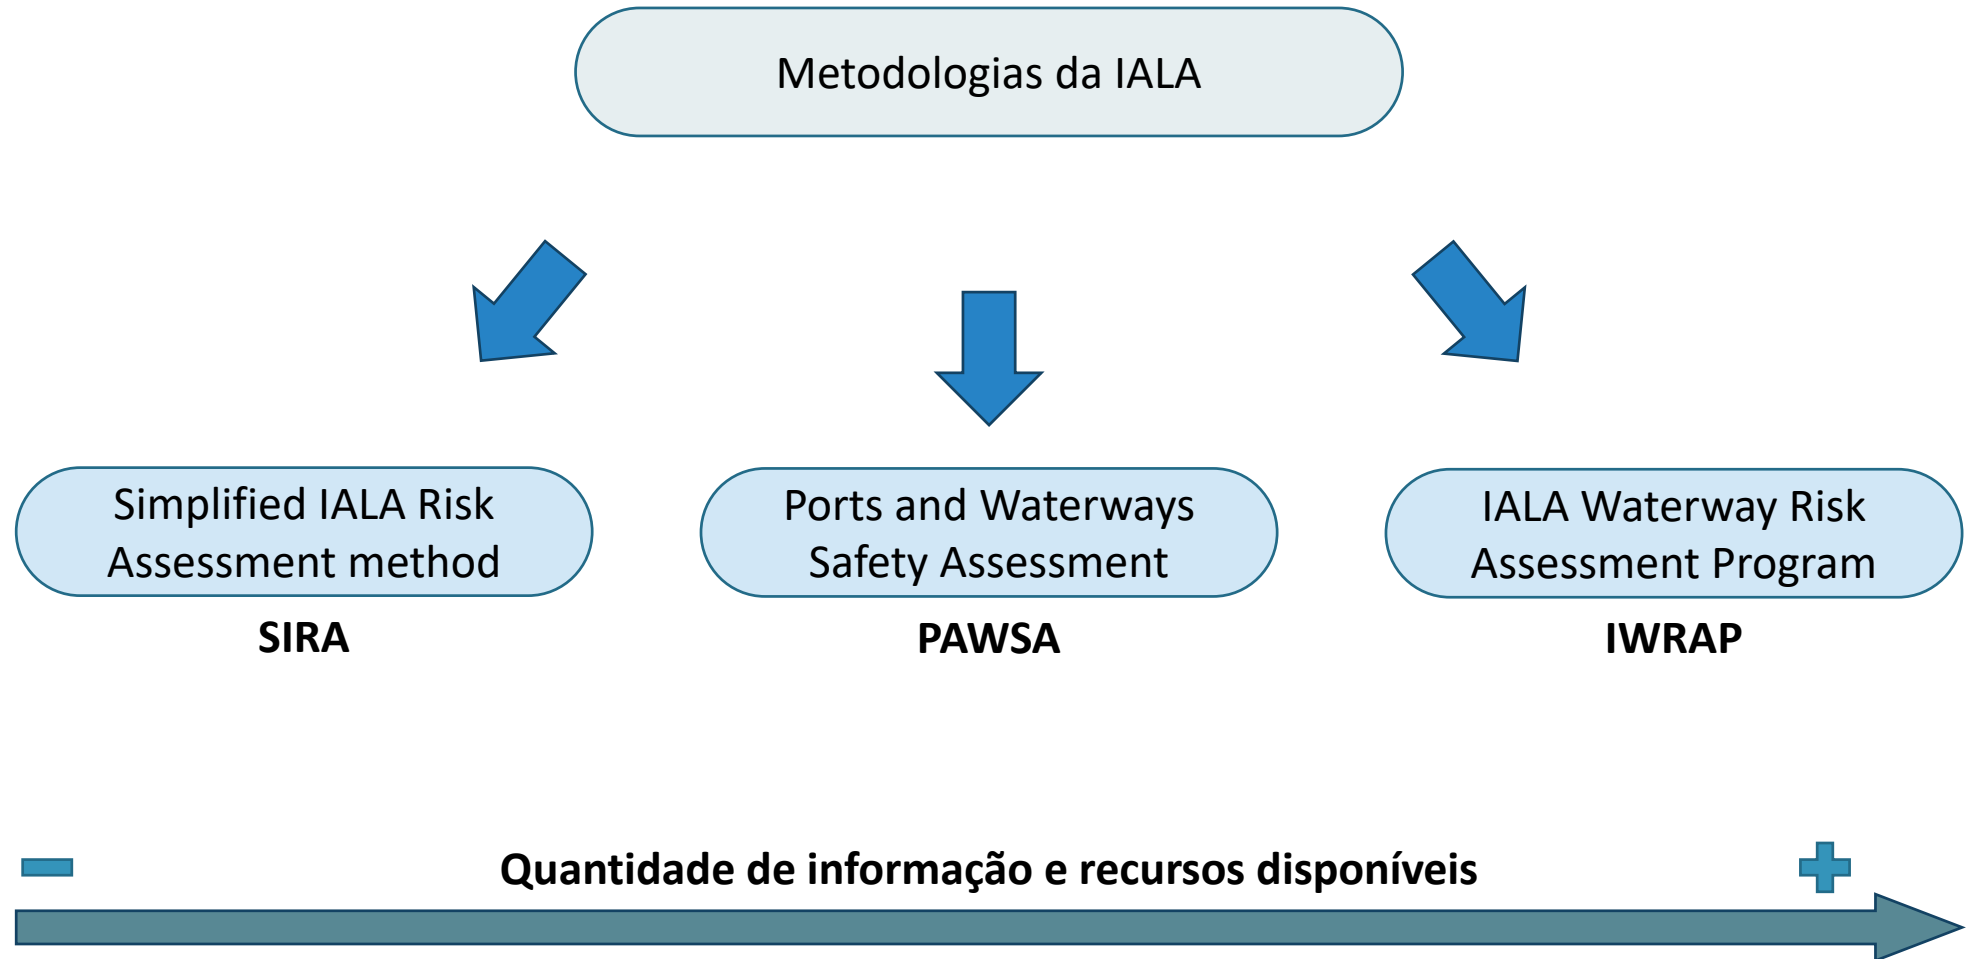 Metodologias da IALA
Simplified IALA Risk
Assessment method
SIRA
Ports and Waterways
Safety Assessment
PAWSA
IALA Waterway Risk
Assessment Program
IWRAP
Quantidade de informação e recursos disponíveis